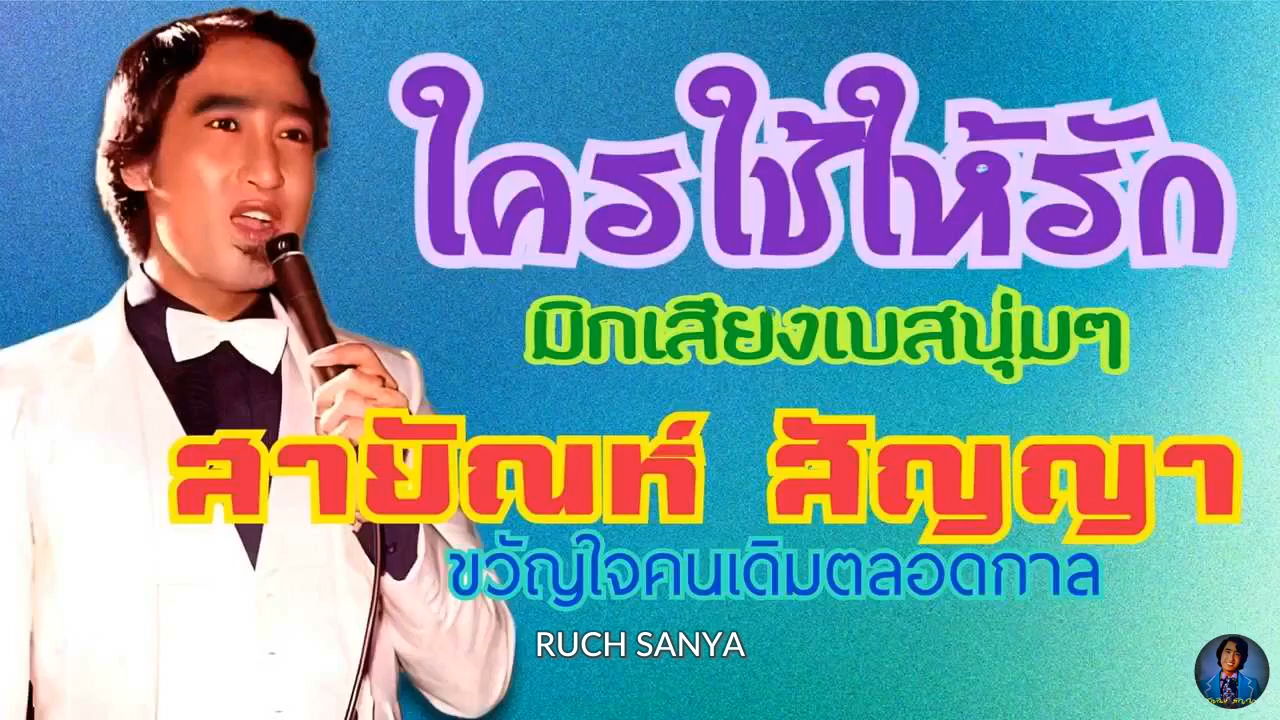 ใครใช้ให้รัก
มิกเสียงเบสนุ่มๆ
สายัณห์ สัญญา
ขวัญใจคนเดิมตลอดกาล
RUCH SANYA